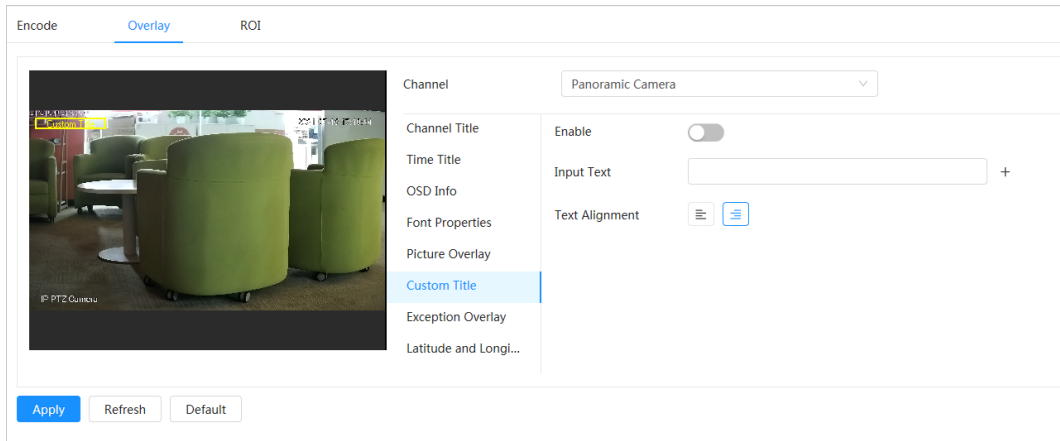 Encode Overlay ROI
Channel Panoramic Camera
Custom
IP PTZ Camera
Channel Title
Time Title
OSD Info
Font Properties
Picture Overlay
Custom Title
Exception Overlay
Latitude and Longi...
Enable
Input Text +
Text Alignment
Apply Refresh Default